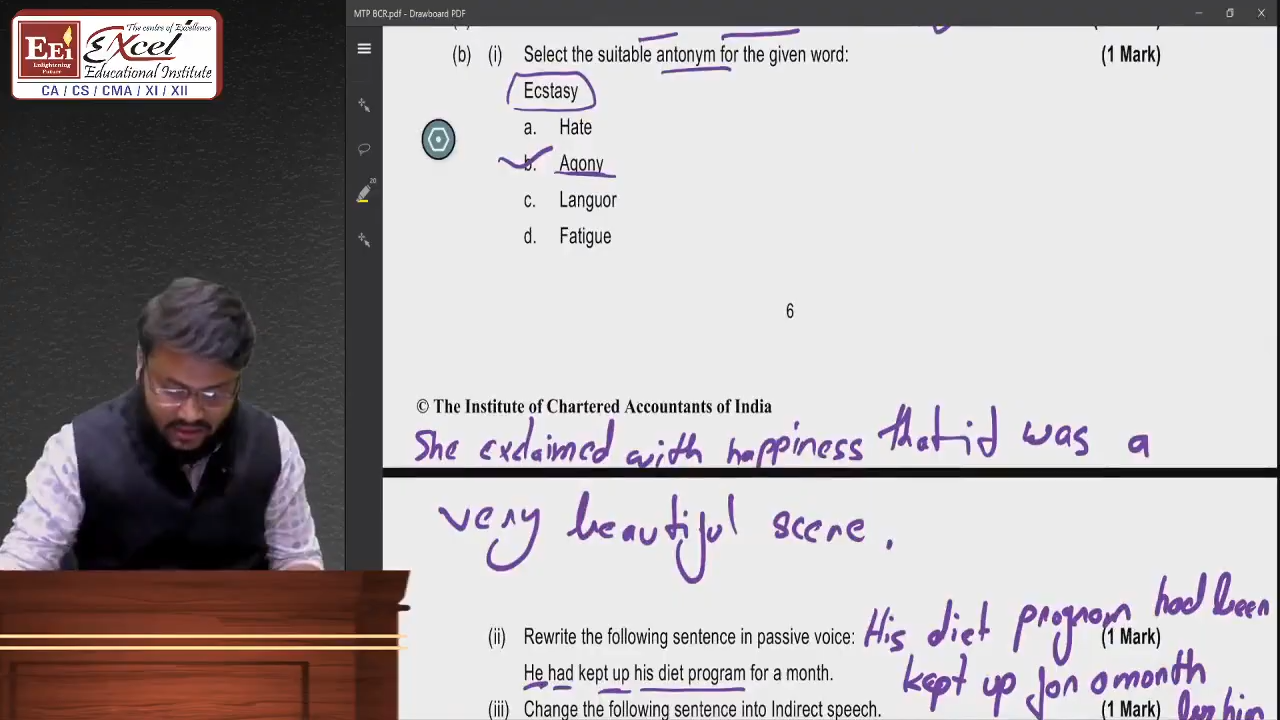 The centre of Excellence
EEi
Enlightening
Future
eXcel
Educational Institute
CA / CS / CMA / XI / XII
MTP BCR.pdf - Drawboard PDF
20
(b) (i) Select the suitable antonym for the given word: (1 Mark)
Ecstasy
a. Hate
b. Agony
c. Languor
d. Fatigue
6
© The Institute of Chartered Accountants of India
She exclaimed with happiness that it was a
very beautiful scene.
His diet program had been
(ii) Rewrite the following sentence in passive voice: (1 Mark)
He had kept up his diet program for a month.
kept up for a month
(iii) Change the following sentence into Indirect speech. (1 Mark)